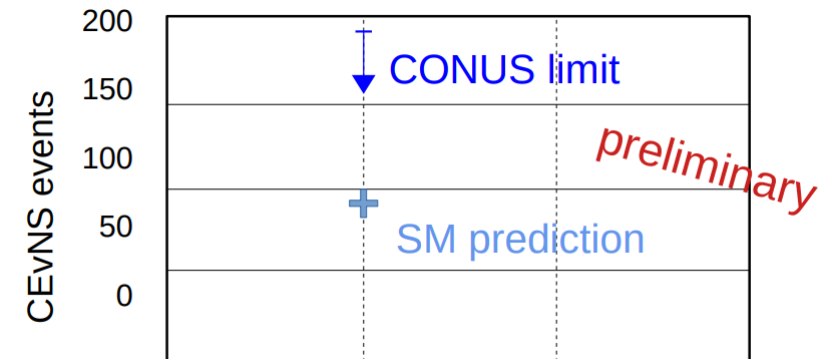 200
CONUS limit
150
preliminary
100
SM prediction
50
0
CEvNS events